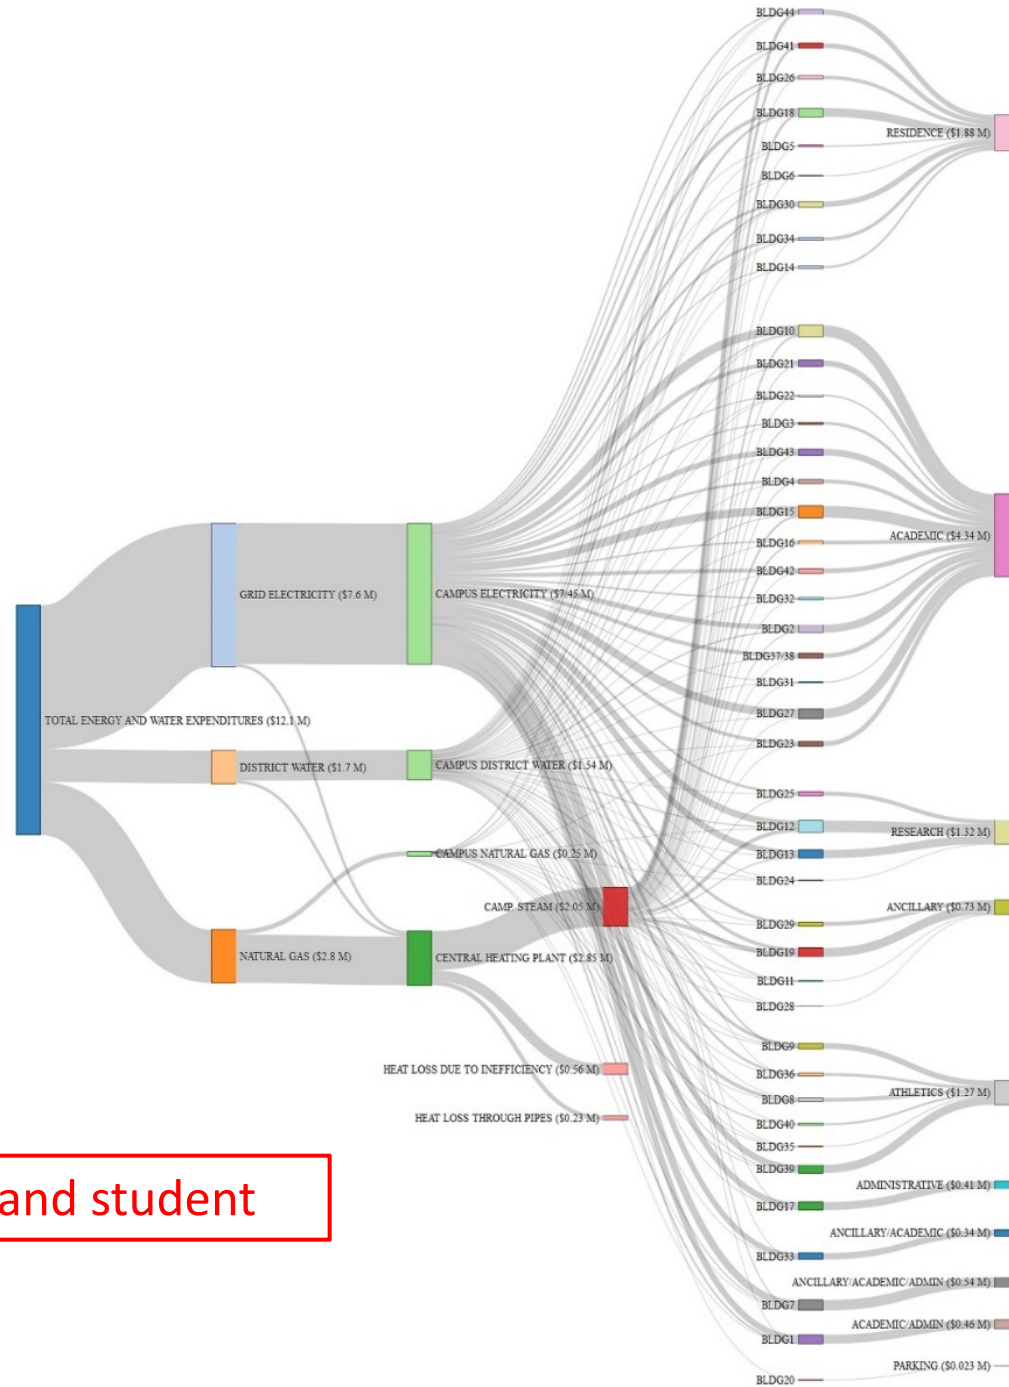 TOTAL ENERGY AND WATER EXPENDITURES ($12.1 M)
GRID ELECTRICITY ($7.6 M)
DISTRICT WATER ($1.7 M)
NATURAL GAS ($2.8 M)
CAMPUS ELECTRICITY ($7.45 M)
CAMPUS DISTRICT WATER ($1.54 M)
CAMPUS NATURAL GAS ($0.25 M)
CENTRAL HEATING PLANT ($2.85 M)
CAMP. STEAM ($2.05 M)
HEAT LOSS DUE TO INEFFICIENCY ($0.56 M)
HEAT LOSS THROUGH PIPES ($0.23 M)
BLDG44
BLDG41
BLDG26
BLDG18
BLDG5
BLDG6
BLDG30
BLDG34
BLDG14
BLDG10
BLDG21
BLDG22
BLDG3
BLDG43
BLDG4
BLDG15
BLDG16
BLDG42
BLDG32
BLDG2
BLDG37/38
BLDG31
BLDG27
BLDG23
BLDG25
BLDG12
BLDG13
BLDG24
BLDG29
BLDG19
BLDG11
BLDG28
BLDG9
BLDG36
BLDG8
BLDG40
BLDG35
BLDG39
BLDG17
BLDG33
BLDG7
BLDG1
BLDG20
RESIDENCE ($1.88 M)
ACADEMIC ($4.34 M)
RESEARCH ($1.32 M)
ANCILLARY ($0.73 M)
ATHLETICS ($1.27 M)
ADMINISTRATIVE ($0.41 M)
ANCILLARY/ACADEMIC ($0.34 M)
ANCILLARY/ACADEMIC/ADMIN ($0.54 M)
ACADEMIC/ADMIN ($0.46 M)
PARKING ($0.023 M)
and student